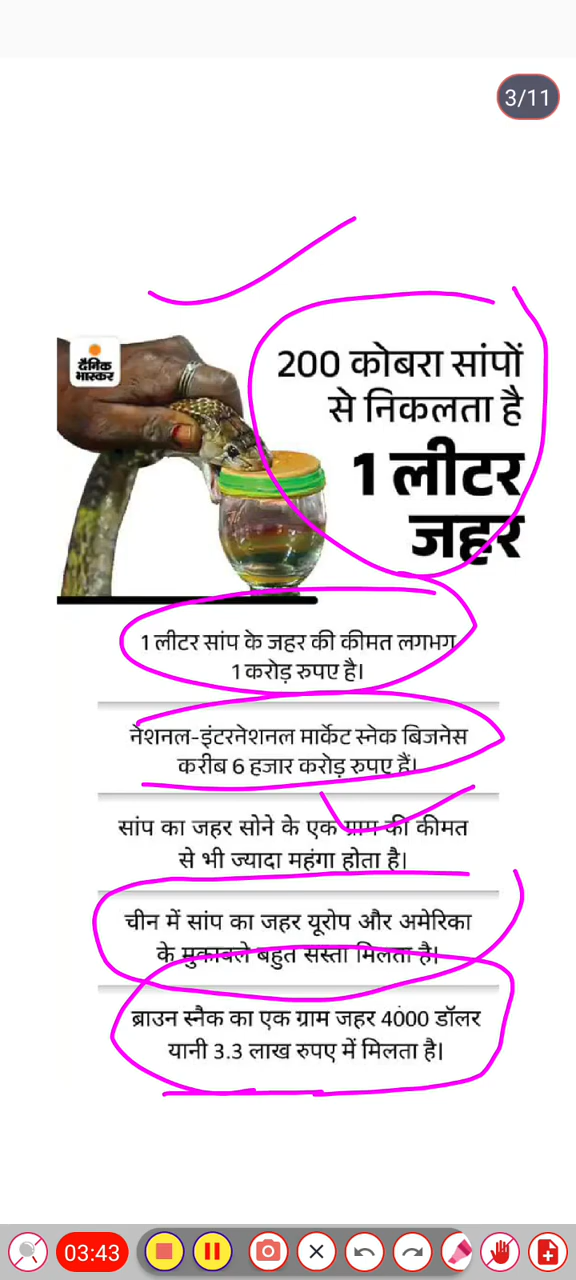 3/11
दैनिक
भास्कर
200 कोबरा सांपों
से निकलता है
1 लीटर
जहर
1 लीटर सांप के जहर की कीमत लगभग
1 करोड़ रुपए है।
नेशनल-इंटरनेशनल मार्केट स्नेक बिजनेस
करीब 6 हजार करोड़ रुपए हैं।
सांप का जहर सोने के एक ग्राम की कीमत
से भी ज्यादा महंगा होता है।
चीन में सांप का जहर यूरोप और अमेरिका
के मुकाबले बहुत सस्ता मिलता है।
ब्राउन स्नैक का एक ग्राम जहर 4000 डॉलर
यानी 3.3 लाख रुपए में मिलता है।
03:43